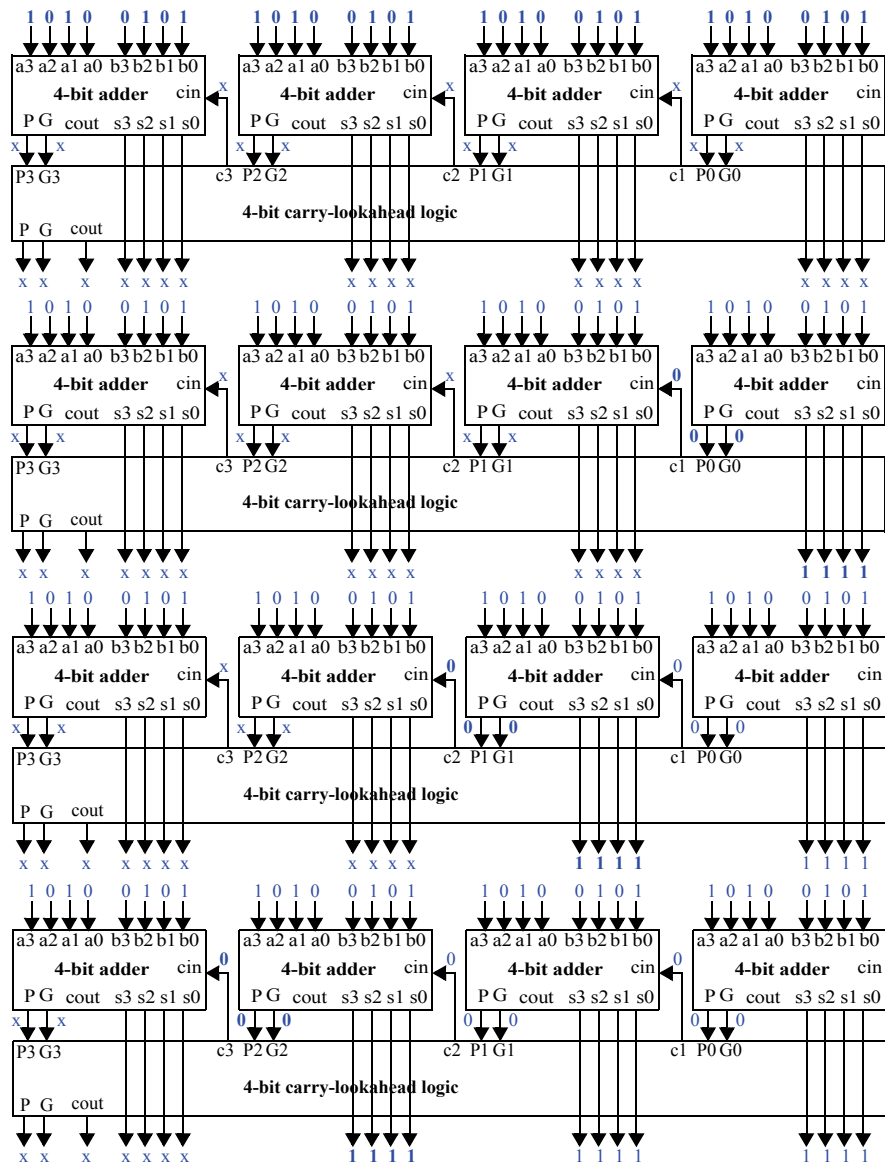 1 0 1 0 0 1 0 1 1 0 1 0 0 1 0 1 1 0 1 0 0 1 0 1 1 0 1 0 0 1 0 1
a3 a2 a1 a0 b3 b2 b1 b0 a3 a2 a1 a0 b3 b2 b1 b0 a3 a2 a1 a0 b3 b2 b1 b0 a3 a2 a1 a0 b3 b2 b1 b0
4-bit adder cin x 4-bit adder cin x 4-bit adder cin x 4-bit adder cin
P G cout s3 s2 s1 s0 P G cout s3 s2 s1 s0 P G cout s3 s2 s1 s0 P G cout s3 s2 s1 s0
x x x x x x x x
P3 G3 c3 P2 G2 c2 P1 G1 c1 P0 G0
4-bit carry-lookahead logic
P G cout
x x x x x x x x x x x x x x x x x x x
1 0 1 0 0 1 0 1 1 0 1 0 0 1 0 1 1 0 1 0 0 1 0 1 1 0 1 0 0 1 0 1
a3 a2 a1 a0 b3 b2 b1 b0 a3 a2 a1 a0 b3 b2 b1 b0 a3 a2 a1 a0 b3 b2 b1 b0 a3 a2 a1 a0 b3 b2 b1 b0
4-bit adder cin x 4-bit adder cin x 4-bit adder cin 0 4-bit adder cin
P G cout s3 s2 s1 s0 P G cout s3 s2 s1 s0 P G cout s3 s2 s1 s0 P G cout s3 s2 s1 s0
x x x x x x 0 0
P3 G3 c3 P2 G2 c2 P1 G1 c1 P0 G0
4-bit carry-lookahead logic
P G cout
x x x x x x x x x x x x x x x 1 1 1 1
1 0 1 0 0 1 0 1 1 0 1 0 0 1 0 1 1 0 1 0 0 1 0 1 1 0 1 0 0 1 0 1
a3 a2 a1 a0 b3 b2 b1 b0 a3 a2 a1 a0 b3 b2 b1 b0 a3 a2 a1 a0 b3 b2 b1 b0 a3 a2 a1 a0 b3 b2 b1 b0
4-bit adder cin x 4-bit adder cin 0 4-bit adder cin 0 4-bit adder cin
P G cout s3 s2 s1 s0 P G cout s3 s2 s1 s0 P G cout s3 s2 s1 s0 P G cout s3 s2 s1 s0
x x x x 0 0 0 0
P3 G3 c3 P2 G2 c2 P1 G1 c1 P0 G0
4-bit carry-lookahead logic
P G cout
x x x x x x x x x x x 1 1 1 1 1 1 1 1
1 0 1 0 0 1 0 1 1 0 1 0 0 1 0 1 1 0 1 0 0 1 0 1 1 0 1 0 0 1 0 1
a3 a2 a1 a0 b3 b2 b1 b0 a3 a2 a1 a0 b3 b2 b1 b0 a3 a2 a1 a0 b3 b2 b1 b0 a3 a2 a1 a0 b3 b2 b1 b0
4-bit adder cin 0 4-bit adder cin 0 4-bit adder cin 0 4-bit adder cin
P G cout s3 s2 s1 s0 P G cout s3 s2 s1 s0 P G cout s3 s2 s1 s0 P G cout s3 s2 s1 s0
x x 0 0 0 0 0 0
P3 G3 c3 P2 G2 c2 P1 G1 c1 P0 G0
4-bit carry-lookahead logic
P G cout
x x x x x x x 1 1 1 1 1 1 1 1 1 1 1 1